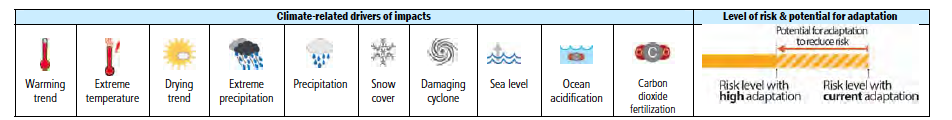 Climate-related drivers of impacts
Level of risk & potential for adaptation
C
Warming
trend
Extreme
temperature
Drying
trend
Extreme
precipitation
Precipitation
Snow
cover
Damaging
cyclone
Sea level
Ocean
acidification
Carbon
dioxide
fertilization
Potential for adaptation
to reduce risk
Risk level with
high adaptation
Risk level with
current adaptation